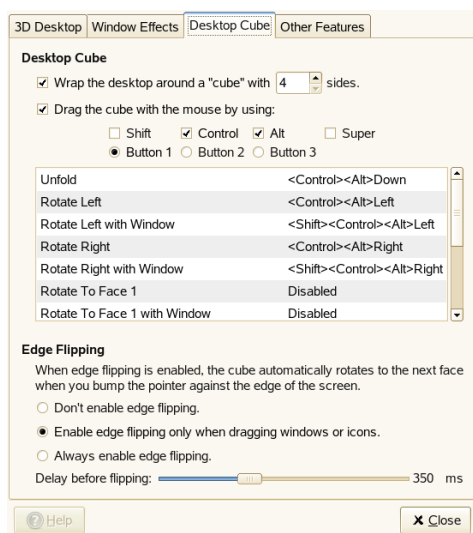 3D Desktop Window Effects Desktop Cube Other Features
Desktop Cube
Wrap the desktop around a "cube" with 4 sides.
Drag the cube with the mouse by using:
Shift Control Alt Super
Button 1 Button 2 Button 3
Unfold <Control><Alt>Down
Rotate Left <Control><Alt>Left
Rotate Left with Window <Shift><Control><Alt>Left
Rotate Right <Control><Alt>Right
Rotate Right with Window <Shift><Control><Alt>Right
Rotate To Face 1 Disabled
Rotate To Face 1 with Window Disabled
Edge Flipping
When edge flipping is enabled, the cube automatically rotates to the next face
when you bump the pointer against the edge of the screen.
Don't enable edge flipping.
Enable edge flipping only when dragging windows or icons.
Always enable edge flipping.
Delay before flipping: 350 ms
Help Close